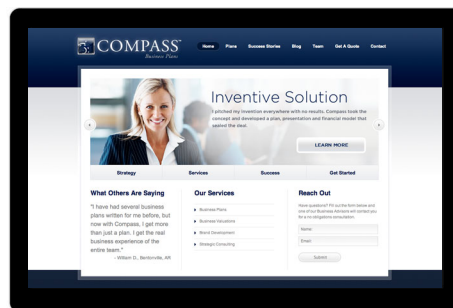 COMPASS
Business Plans
Home Plans Success Stories Blog Team Get A Quote Contact
Inventive Solution
I pitched my invention everywhere with no results. Compass took the
concept and developed a plan, presentation and financial model that
sealed the deal.
LEARN MORE
Strategy Services Success Get Started
What Others Are Saying
"I have had several business
plans written for me before, but
now with Compass, I get more
than just a plan. I get the real
business experience of the
entire team."
- William D., Bentonville, AR
Our Services
Business Plans
Business Valuations
Brand Development
Strategic Consulting
Reach Out
Have questions? Fill out the form below and
one of our Business Advisors will contact you
for a no obligations consultation.
Name:
Email:
Submit